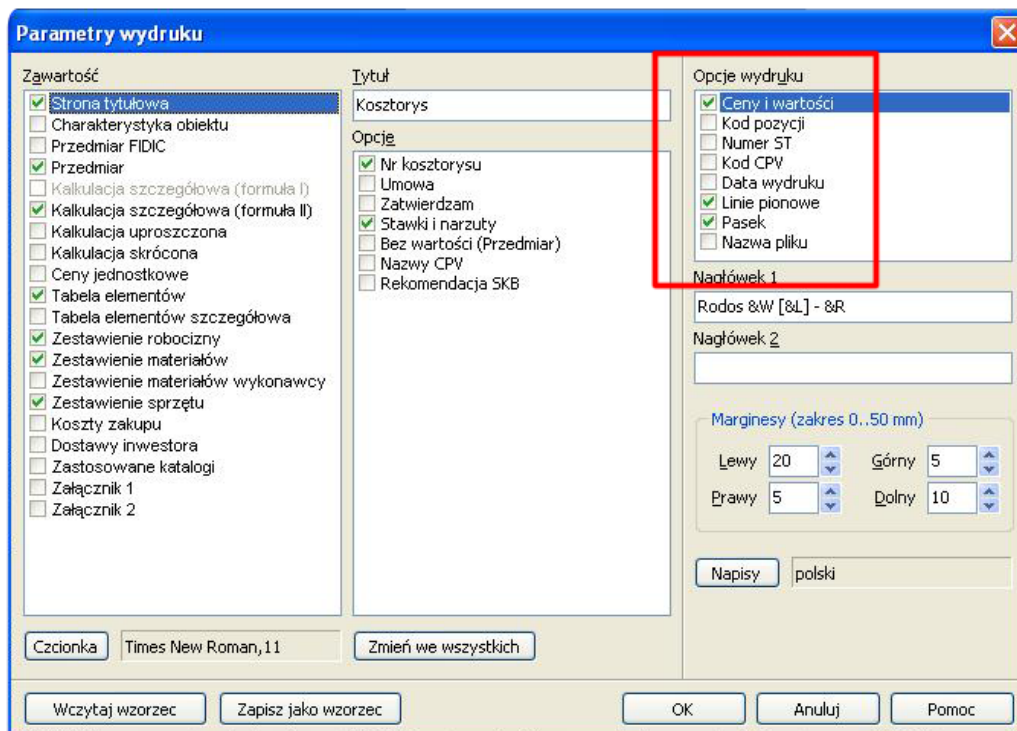 Parametry wydruku
Zawartość
Strona tytułowa
Charakterystyka obiektu
Przedmiar FIDIC
Przedmiar
Kalkulacja szczegółowa (formuła I)
Kalkulacja szczegółowa (formuła II)
Kalkulacja uproszczona
Kalkulacja skrócona
Ceny jednostkowe
Tabela elementów
Tabela elementów szczegółowa
Zestawienie robocizny
Zestawienie materiałów
Zestawienie materiałów wykonawcy
Zestawienie sprzętu
Koszty zakupu
Dostawy inwestora
Zastosowane katalogi
Załącznik 1
Załącznik 2
Czcionka
Times New Roman,11
Tytuł
Kosztorys
Opcje
Nr kosztorysu
Umowa
Zatwierdzam
Stawki i narzuty
Bez wartości (Przedmiar)
Nazwy CPV
Rekomendacja SKB
Zmień we wszystkich
Opcje wydruku
Ceny i wartości
Kod pozycji
Numer ST
Kod CPV
Data wydruku
Linie pionowe
Pasek
Nazwa pliku
Nagłówek 1
Rodos &W [&L] - &R
Nagłówek 2
Marginesy (zakres 0..50 mm)
Lewy 20 Górny 5
Prawy 5 Dolny 10
Napisy polski
Wczytaj wzorzec Zapisz jako wzorzec OK Anuluj Pomoc